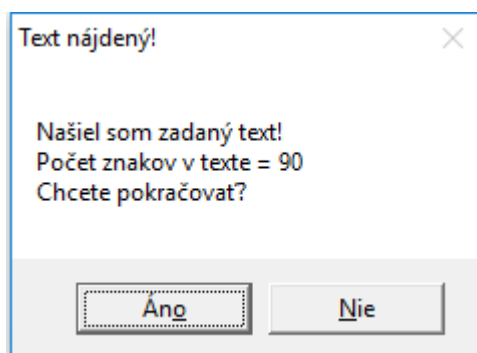 Text nájdený!
Našiel som zadaný text!
Počet znakov v texte = 90
Chcete pokračovať?
Áno
Nie